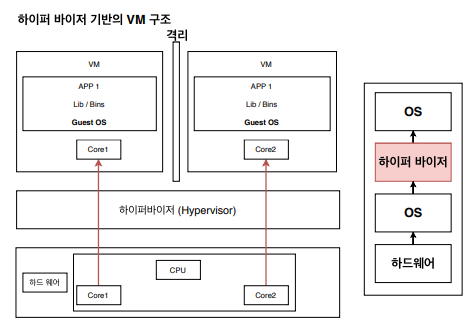 하이퍼 바이저 기반의 VM 구조
격리
VM
APP 1
Lib / Bins
Guest OS
Core1
VM
APP 1
Lib / Bins
Guest OS
Core2
하이퍼바이저 (Hypervisor)
하드 웨어
CPU
Core1
Core2
OS
하이퍼 바이저
OS
하드웨어